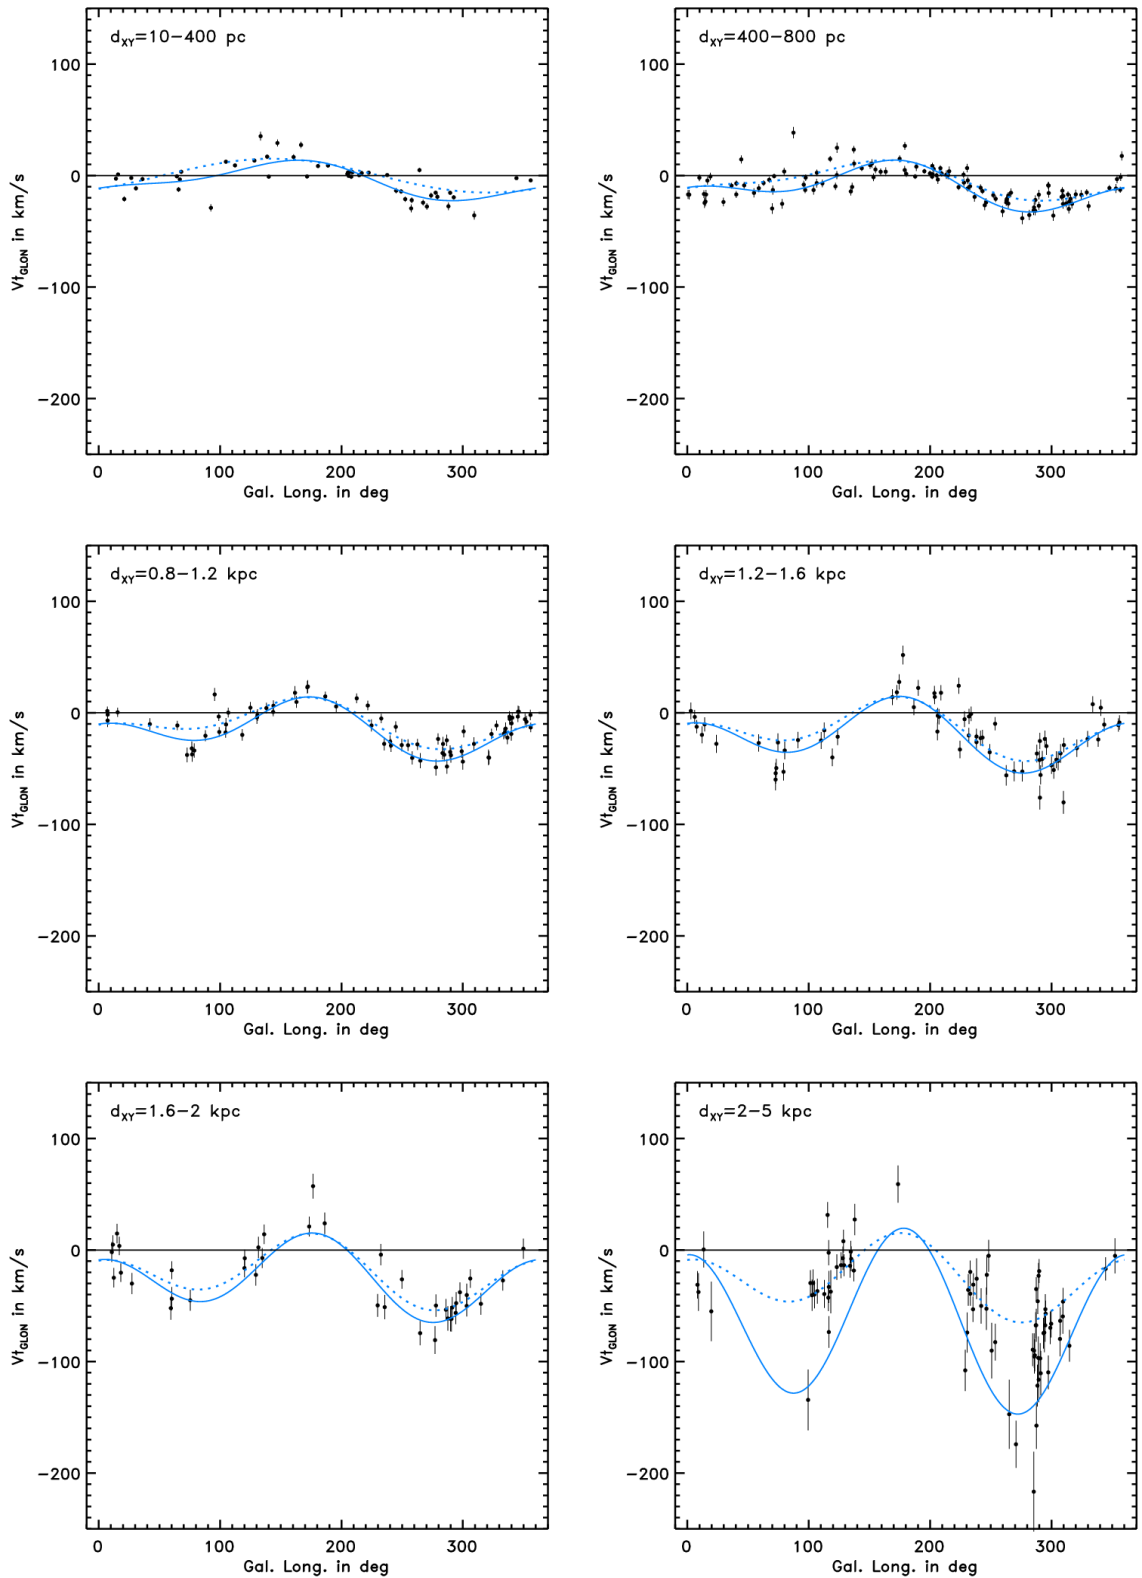 d_XY=10−400 pc
100
0
−100
−200
Vt_GLON in km/s
0 100 200 300
Gal. Long. in deg
d_XY=400−800 pc
100
0
−100
−200
Vt_GLON in km/s
0 100 200 300
Gal. Long. in deg
d_XY=0.8−1.2 kpc
100
0
−100
−200
Vt_GLON in km/s
0 100 200 300
Gal. Long. in deg
d_XY=1.2−1.6 kpc
100
0
−100
−200
Vt_GLON in km/s
0 100 200 300
Gal. Long. in deg
d_XY=1.6−2 kpc
100
0
−100
−200
Vt_GLON in km/s
0 100 200 300
Gal. Long. in deg
d_XY=2−5 kpc
100
0
−100
−200
Vt_GLON in km/s
0 100 200 300
Gal. Long. in deg